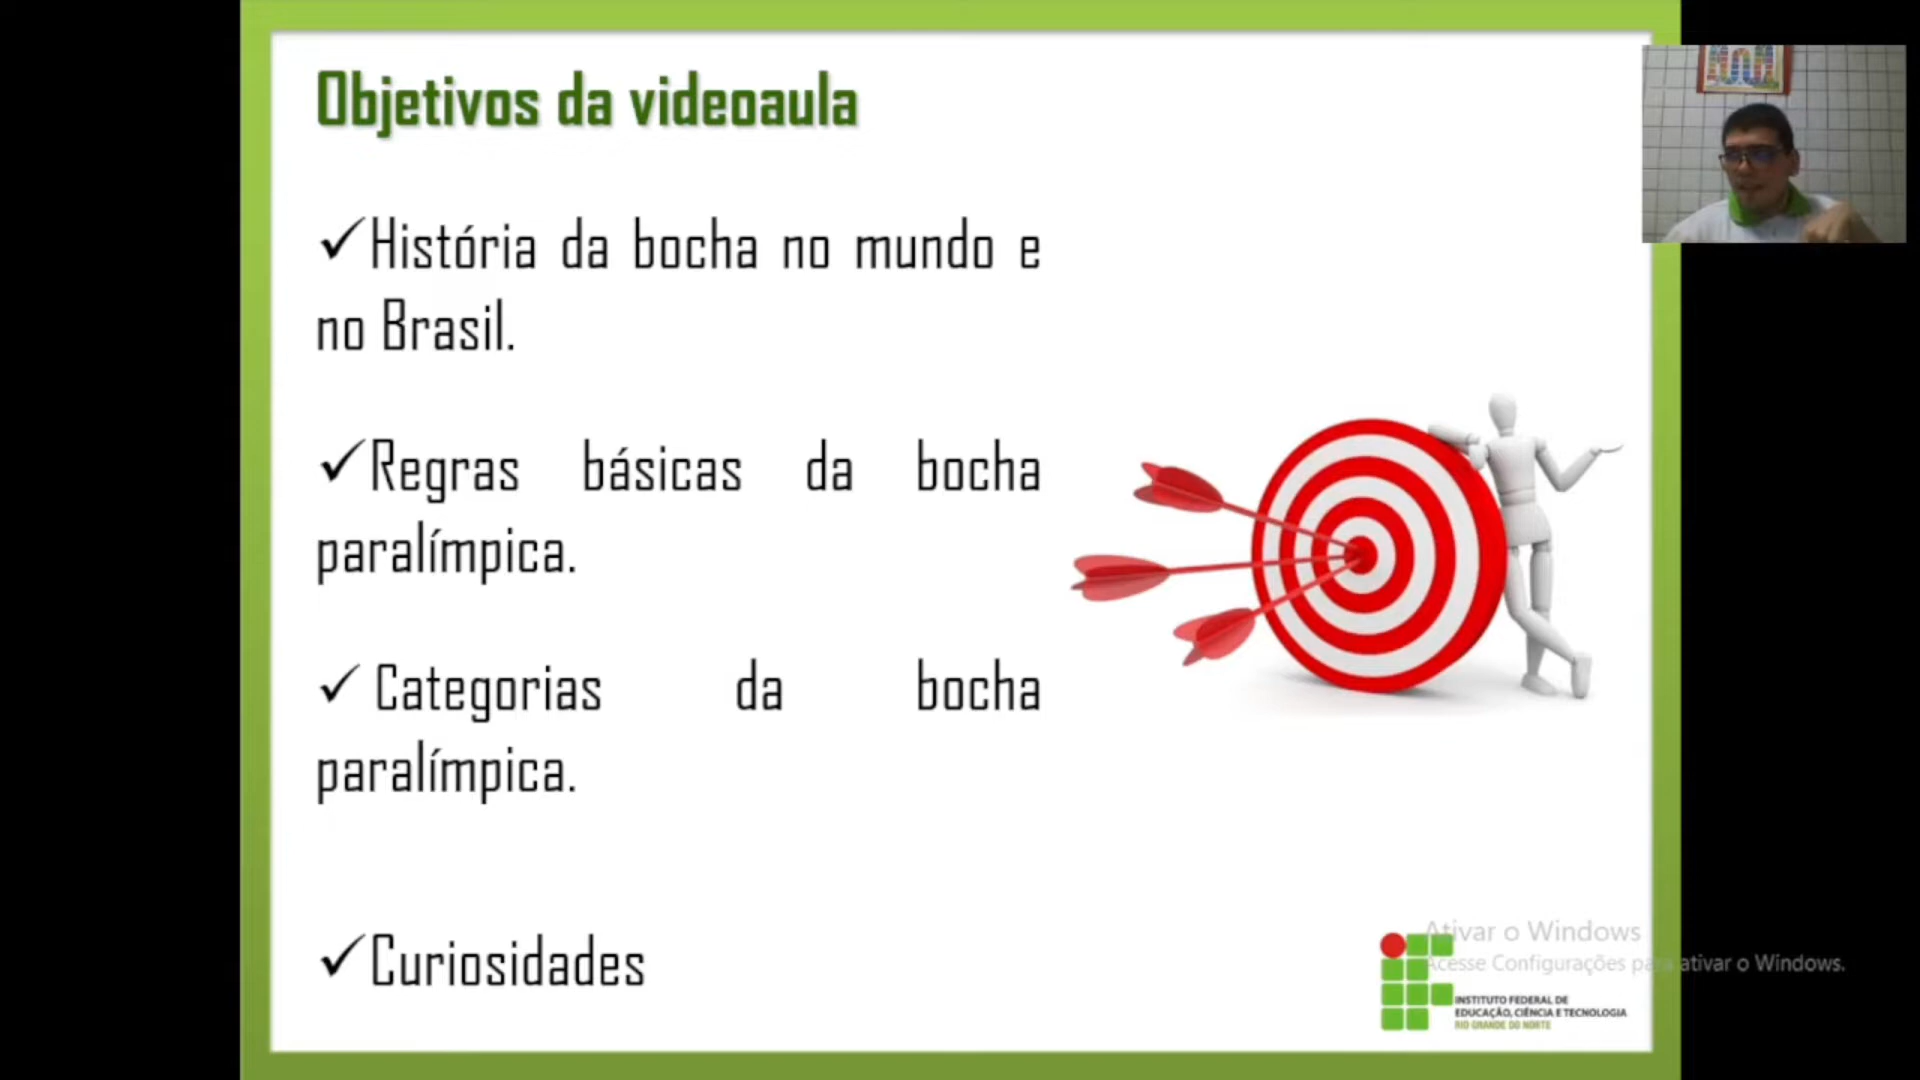 Objetivos da videoaula
História da bocha no mundo e
no Brasil.
Regras básicas da bocha
paralímpica.
Categorias da bocha
paralímpica.
Curiosidades
Ativar o Windows
Acesse Configurações para ativar o Windows.
INSTITUTO FEDERAL DE
EDUCAÇÃO, CIÊNCIA E TECNOLOGIA
RIO GRANDE DO NORTE